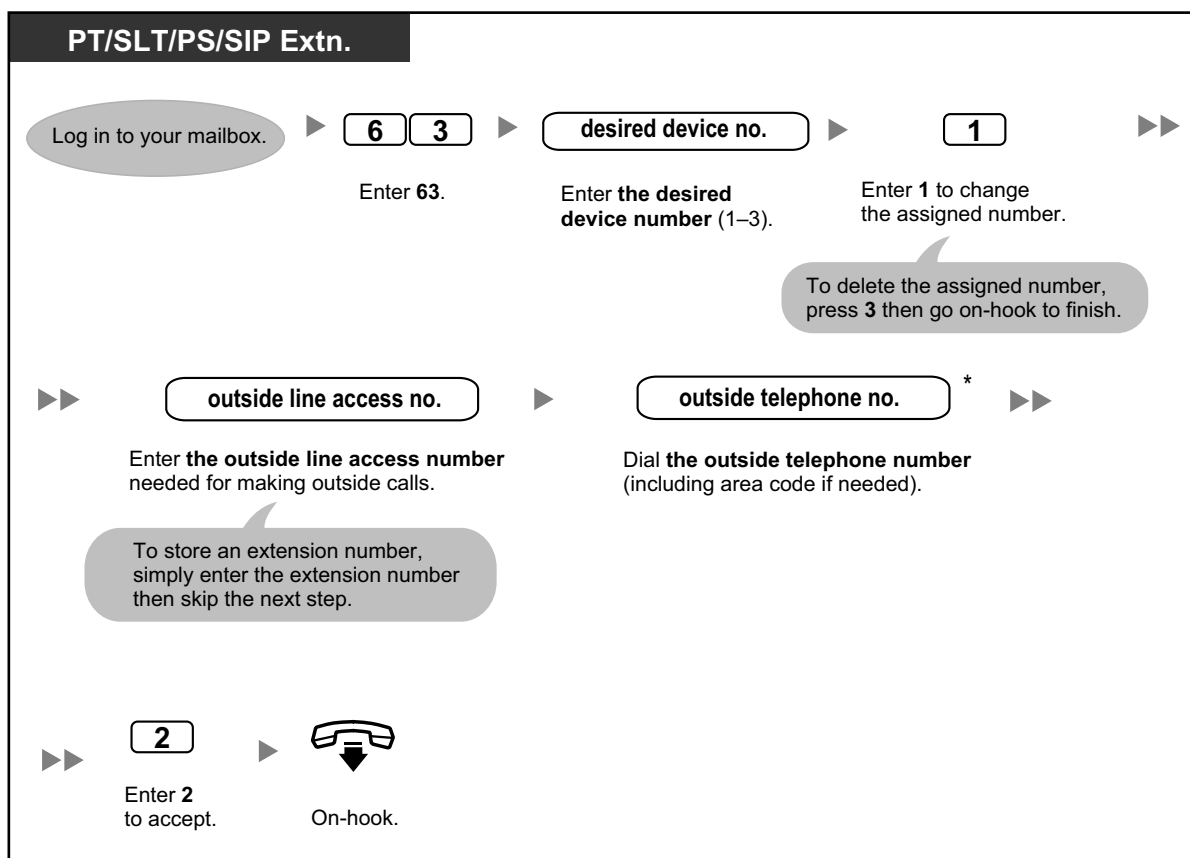 PT/SLT/PS/SIP Extn.
Log in to your mailbox.
6 3
desired device no.
1
Enter 63.
Enter the desired
device number (1–3).
Enter 1 to change
the assigned number.
To delete the assigned number,
press 3 then go on-hook to finish.
outside line access no.
outside telephone no. *
Enter the outside line access number
needed for making outside calls.
Dial the outside telephone number
(including area code if needed).
To store an extension number,
simply enter the extension number
then skip the next step.
2
Enter 2
to accept.
On-hook.